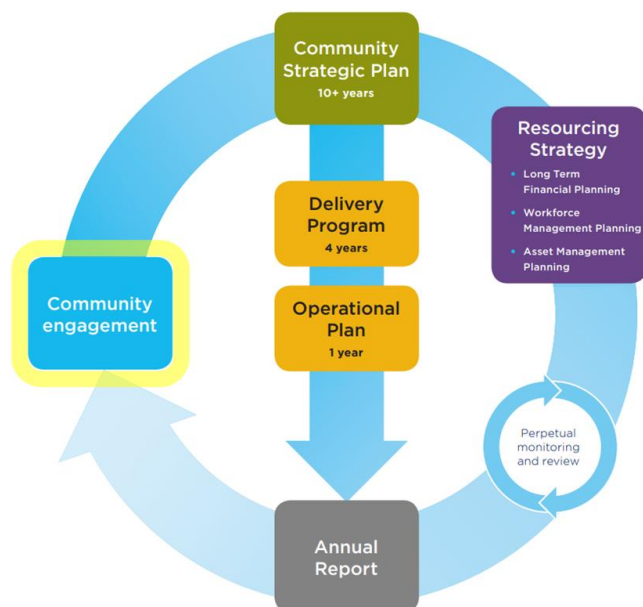 Community
Strategic Plan
10+ years
Resourcing
Strategy
• Long Term
Financial Planning
• Workforce
Management Planning
• Asset Management
Planning
Delivery
Program
4 years
Community
engagement
Operational
Plan
1 year
Perpetual
monitoring
and review
Annual
Report